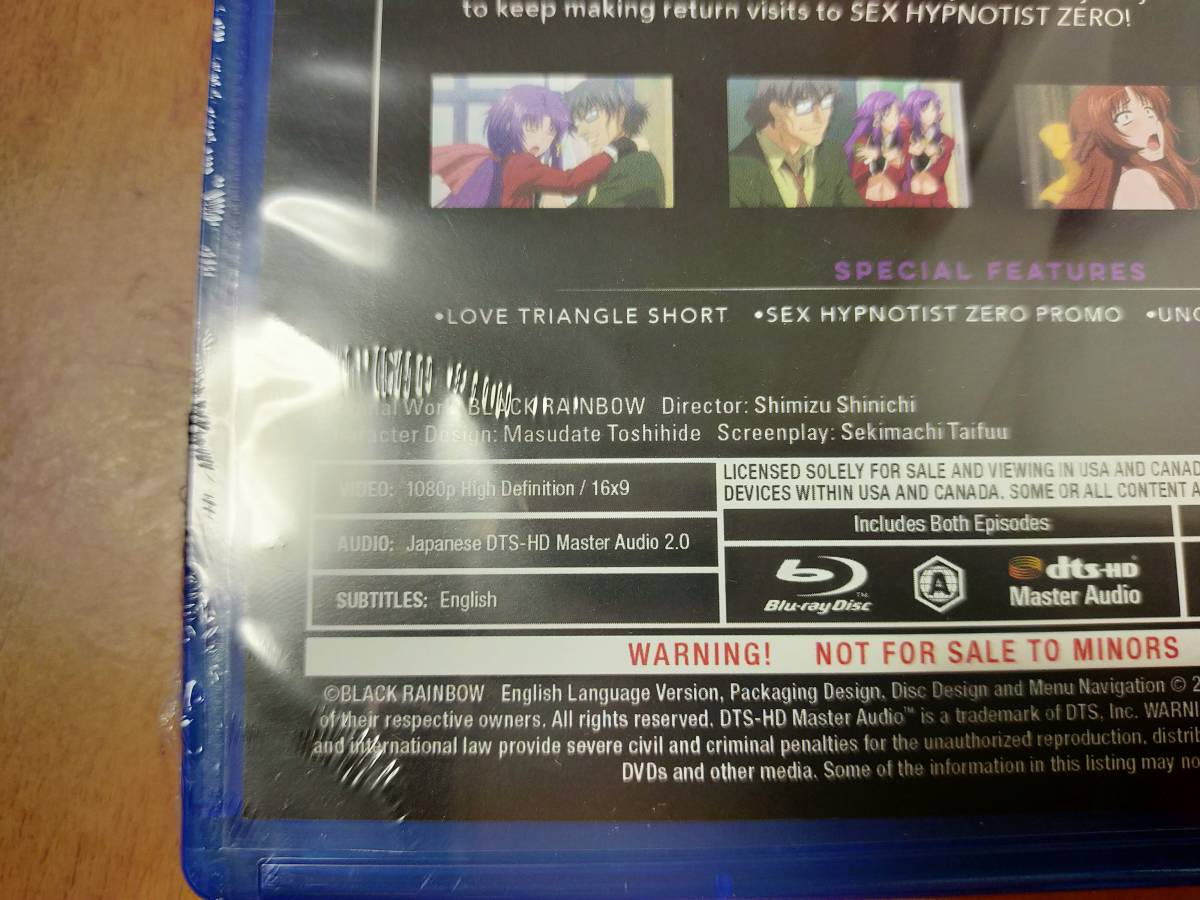 to keep making return visits to SEX HYPNOTIST ZERO!
SPECIAL FEATURES
•LOVE TRIANGLE SHORT •SEX HYPNOTIST ZERO PROMO
Work: BLACK RAINBOW Director: Shimizu Shinichi
Design: Masudate Toshihide Screenplay: Sekimachi Taifuu
VIDEO: 1080p High Definition / 16x9
AUDIO: Japanese DTS-HD Master Audio 2.0
SUBTITLES: English
LICENSED SOLELY FOR SALE AND VIEWING IN USA AND
DEVICES WITHIN USA AND CANADA. SOME OR ALL CONTENT
Includes Both Episodes
Blu-ray Disc™
A
dts-HD
Master Audio
WARNING! NOT FOR SALE TO MINORS
©BLACK RAINBOW English Language Version, Packaging Design, Disc Design and Menu Navigation ©
of their respective owners. All rights reserved. DTS-HD Master Audio™ is a trademark of DTS, Inc.
and international law provide severe civil and criminal penalties for the unauthorized reproduction,
DVDs and other media. Some of the information in this listing may